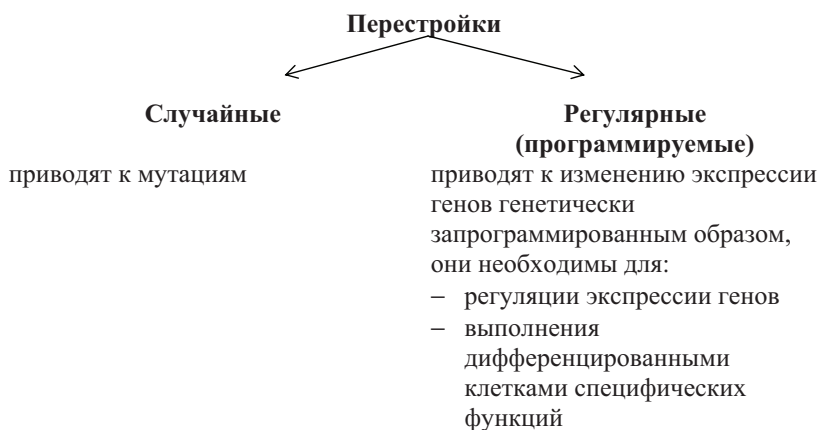 Перестройки
Случайные
приводят к мутациям
Регулярные
(программируемые)
приводят к изменению экспрессии
генов генетически
запрограммированным образом,
они необходимы для:
– регуляции экспрессии генов
– выполнения
дифференцированными
клетками специфических
функций